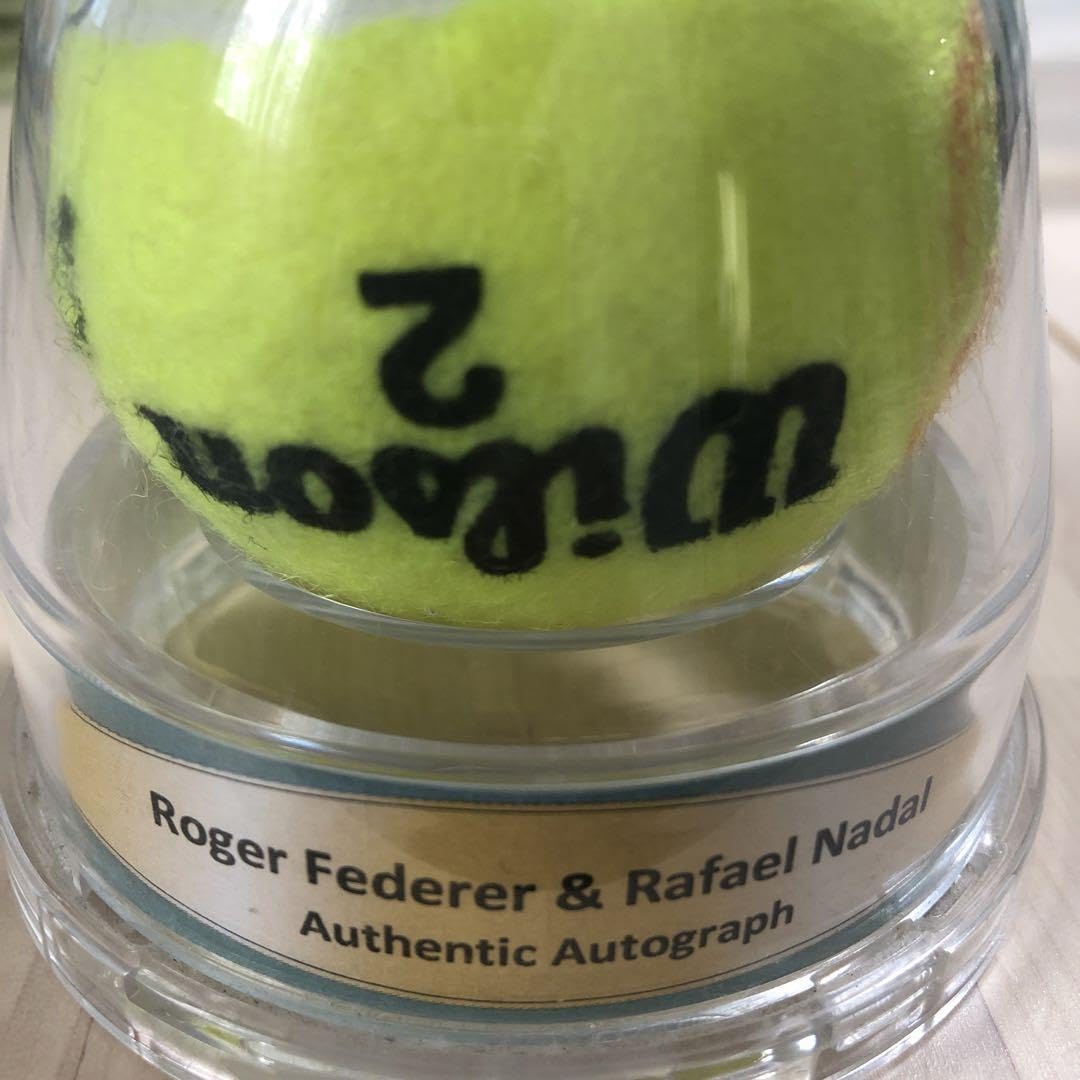 2
Wilson
Roger Federer & Rafael Nadal
Authentic Autograph